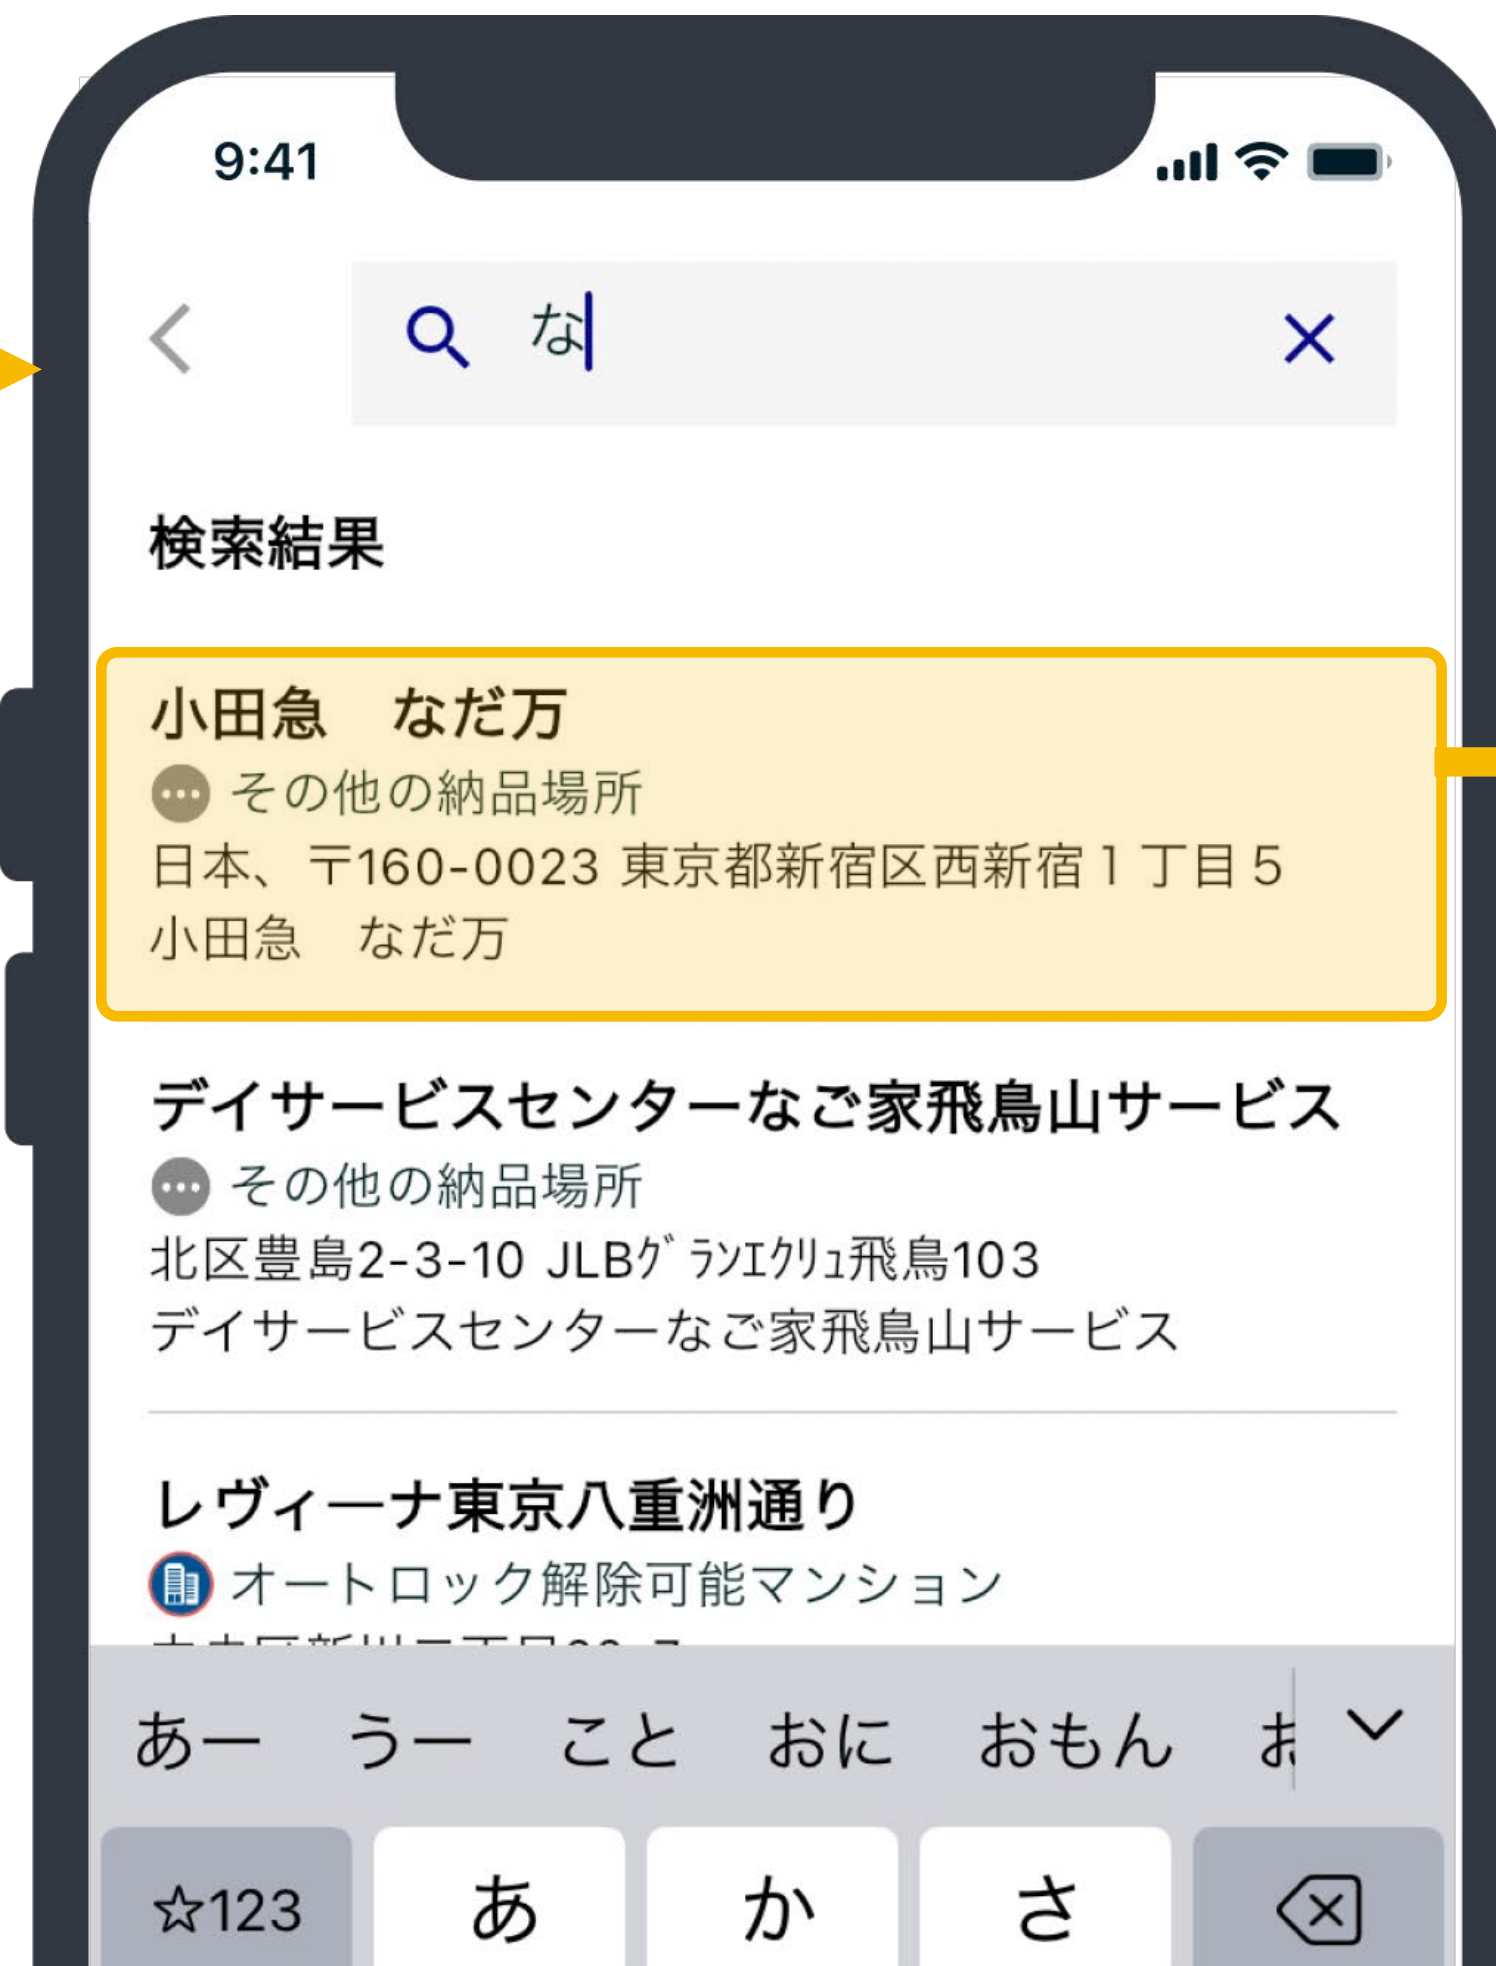 9:41
な
検索結果
小田急　なだ万
その他の納品場所
日本、〒160-0023 東京都新宿区西新宿１丁目５
小田急　なだ万
デイサービスセンターなご家飛鳥山サービス
その他の納品場所
北区豊島2-3-10 JLBｸﾞﾗﾝｴｸﾘｭ飛鳥103
デイサービスセンターなご家飛鳥山サービス
レヴィーナ東京八重洲通り
オートロック解除可能マンション
あー うー こと おに おもん
☆123 あ か さ